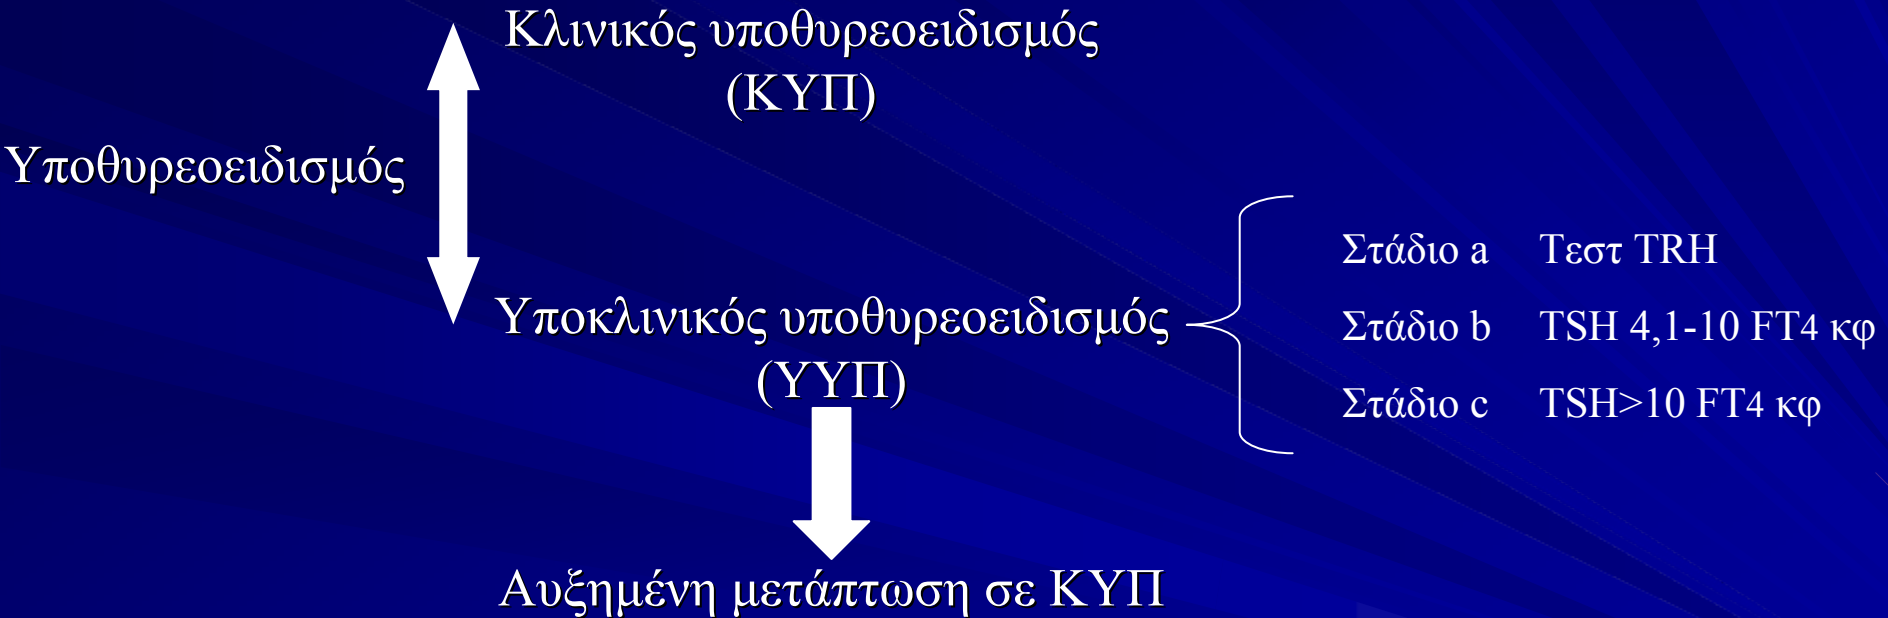 Κλινικός υποθυρεοειδισμός
(ΚΥΠ)
Υποθυρεοειδισμός
Υποκλινικός υποθυρεοειδισμός
(ΥΥΠ)
Στάδιο a Τεστ TRH
Στάδιο b TSH 4,1-10 FT4 κφ
Στάδιο c TSH>10 FT4 κφ
Αυξημένη μετάπτωση σε ΚΥΠ